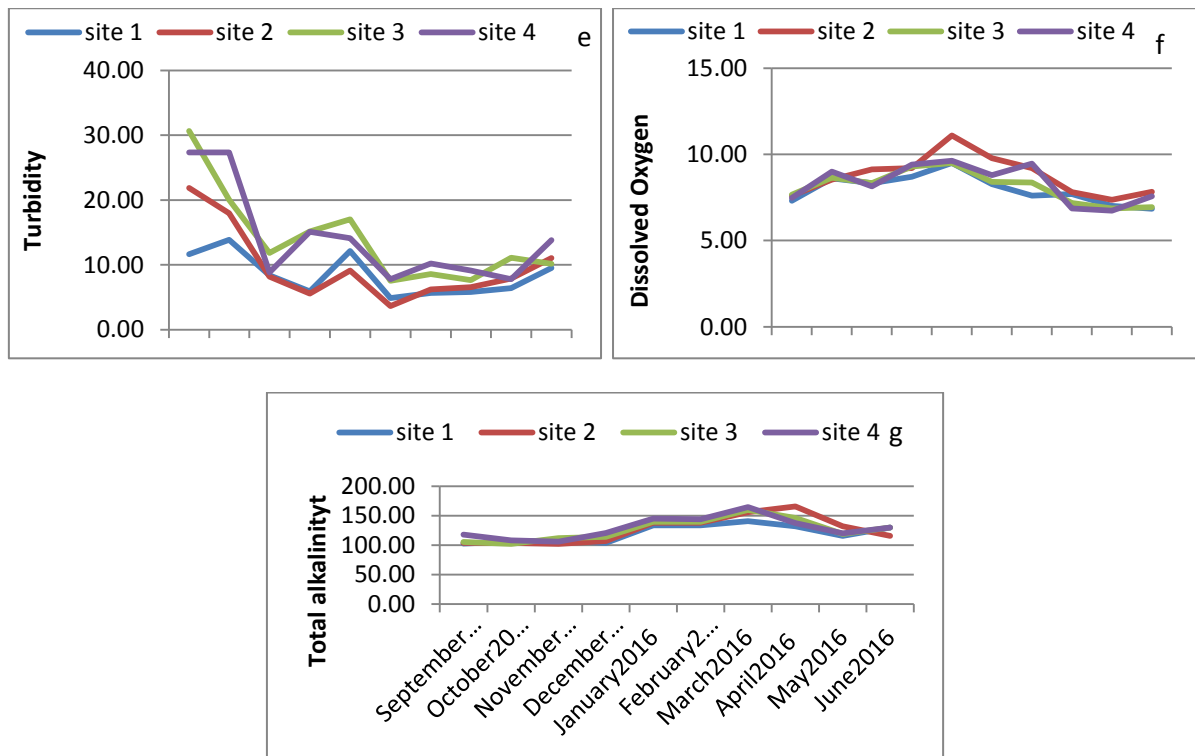 site 1 site 2 site 3 site 4 e
40.00
30.00
20.00
10.00
0.00
Turbidity
site 1 site 2 site 3 site 4 f
15.00
10.00
5.00
0.00
Dissolved Oxygen
site 1 site 2 site 3 site 4 g
200.00
150.00
100.00
50.00
0.00
Total alkalinityt
September...
October20...
November...
December...
January2016
February2...
March2016
April2016
May2016
June2016